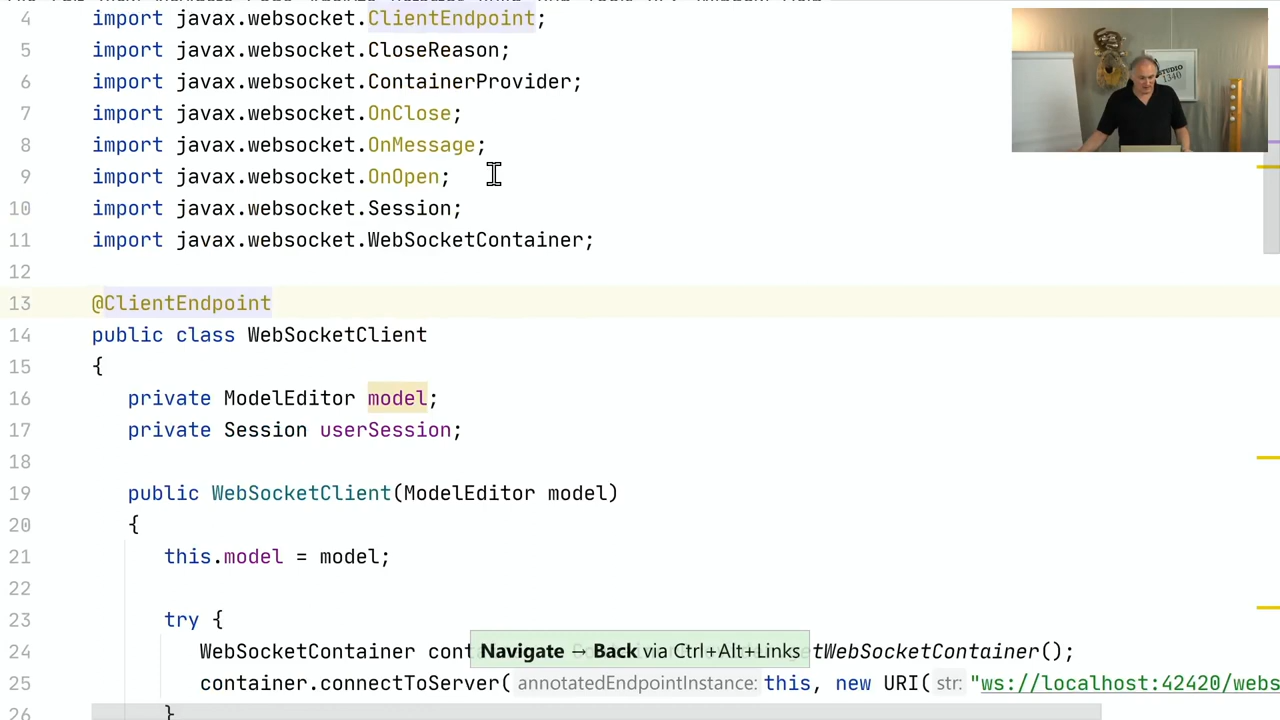 4 import javax.websocket.ClientEndpoint;
5 import javax.websocket.CloseReason;
6 import javax.websocket.ContainerProvider;
7 import javax.websocket.OnClose;
8 import javax.websocket.OnMessage;
9 import javax.websocket.OnOpen;
10 import javax.websocket.Session;
11 import javax.websocket.WebSocketContainer;
12
13 @ClientEndpoint
14 public class WebSocketClient
15 {
16 private ModelEditor model;
17 private Session userSession;
18
19 public WebSocketClient(ModelEditor model)
20 {
21 this.model = model;
22
23 try {
24 WebSocketContainer cont etWebSocketContainer();
Navigate → Back via Ctrl+Alt+Links
25 container.connectToServer( annotatedEndpointInstance: this, new URI( str: "ws://localhost:42420/webs
26 }
STUDIO
1340